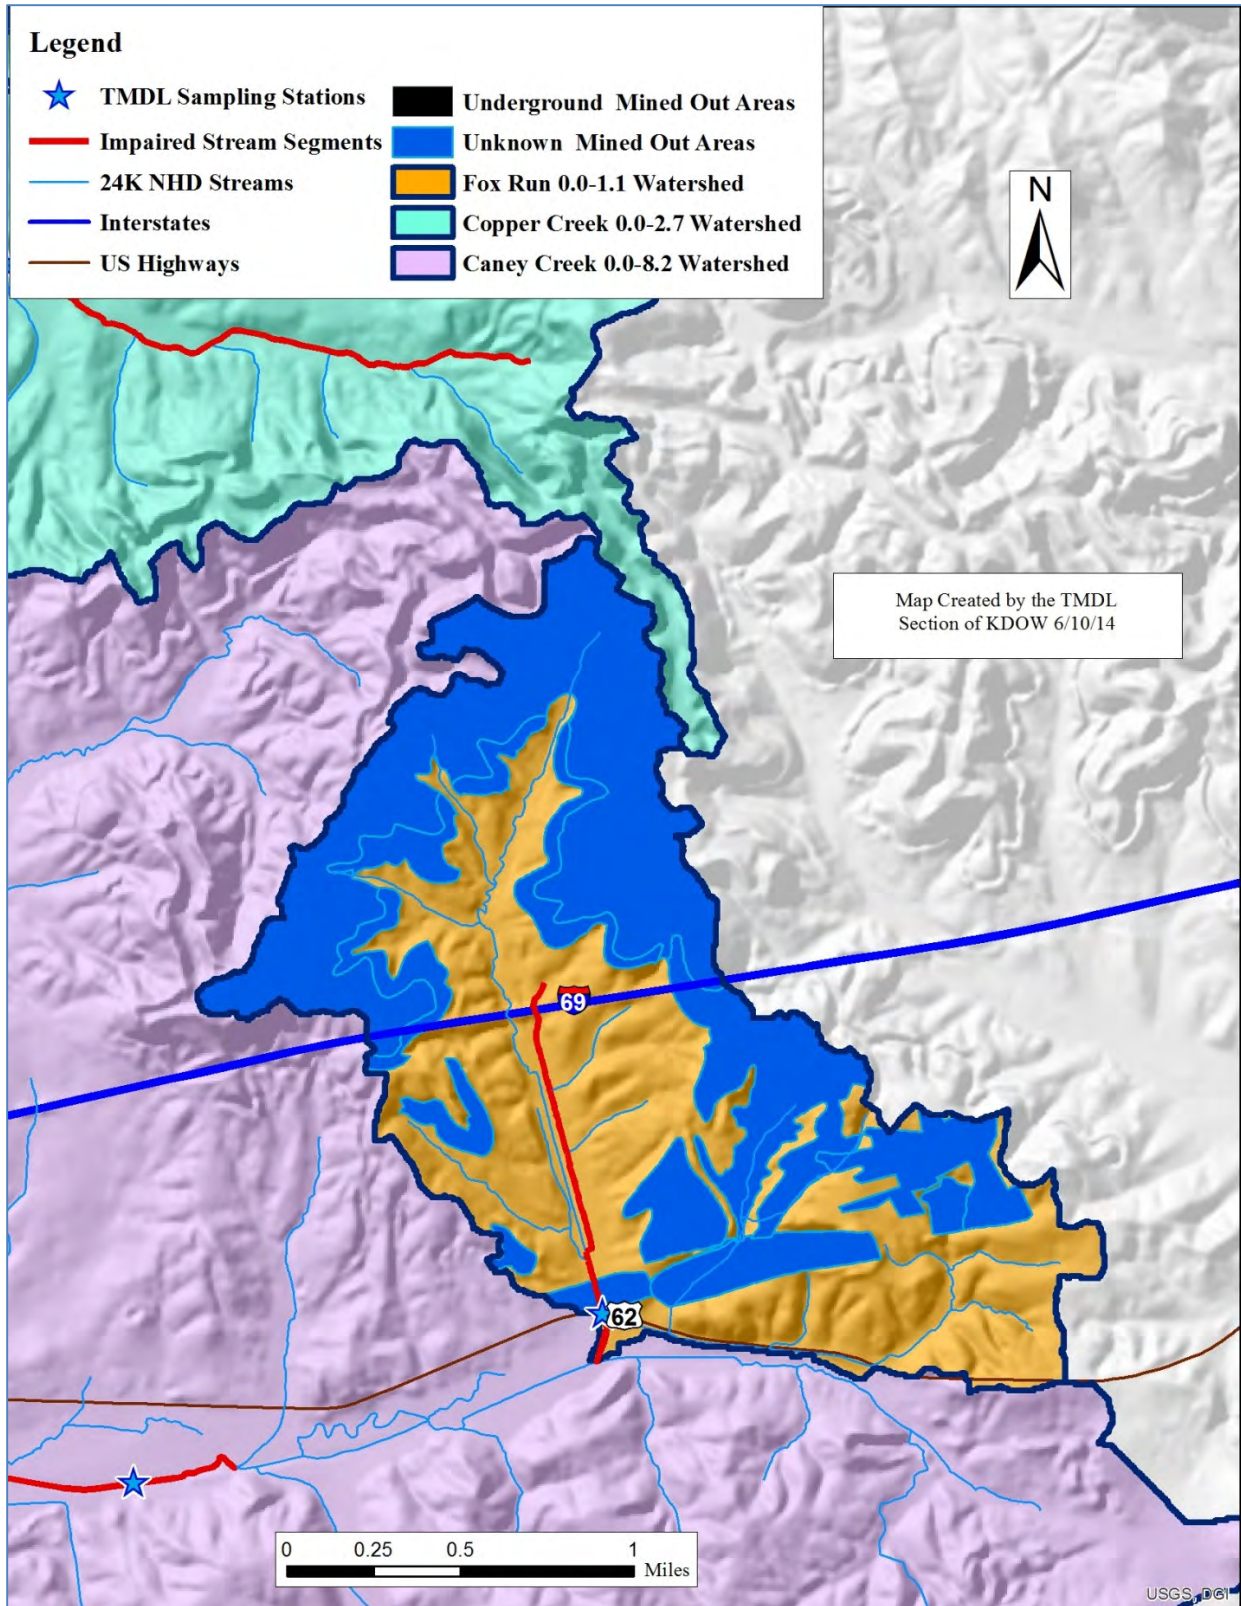 Legend
TMDL Sampling Stations
Impaired Stream Segments
24K NHD Streams
Interstates
US Highways
Underground Mined Out Areas
Unknown Mined Out Areas
Fox Run 0.0-1.1 Watershed
Copper Creek 0.0-2.7 Watershed
Caney Creek 0.0-8.2 Watershed
N
Map Created by the TMDL
Section of KDOW 6/10/14
69
62
0 0.25 0.5 1
Miles
USGS, DGI